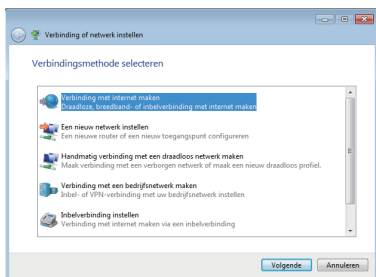 Verbinding of netwerk instellen
Verbindingsmethode selecteren
Verbinding met internet maken
Draadloze, breedband- of inbelverbinding met internet maken
Een nieuw netwerk instellen
Een nieuwe router of een nieuw toegangspunt configureren
Handmatig verbinding met een draadloos netwerk maken
Maak verbinding met een verborgen netwerk of maak een nieuw draadloos profiel.
Verbinding met een bedrijfsnetwerk maken
Inbel- of VPN-verbinding met uw bedrijfsnetwerk instellen
Inbelverbinding instellen
Verbinding met internet maken via een inbelverbinding
Volgende Annuleren